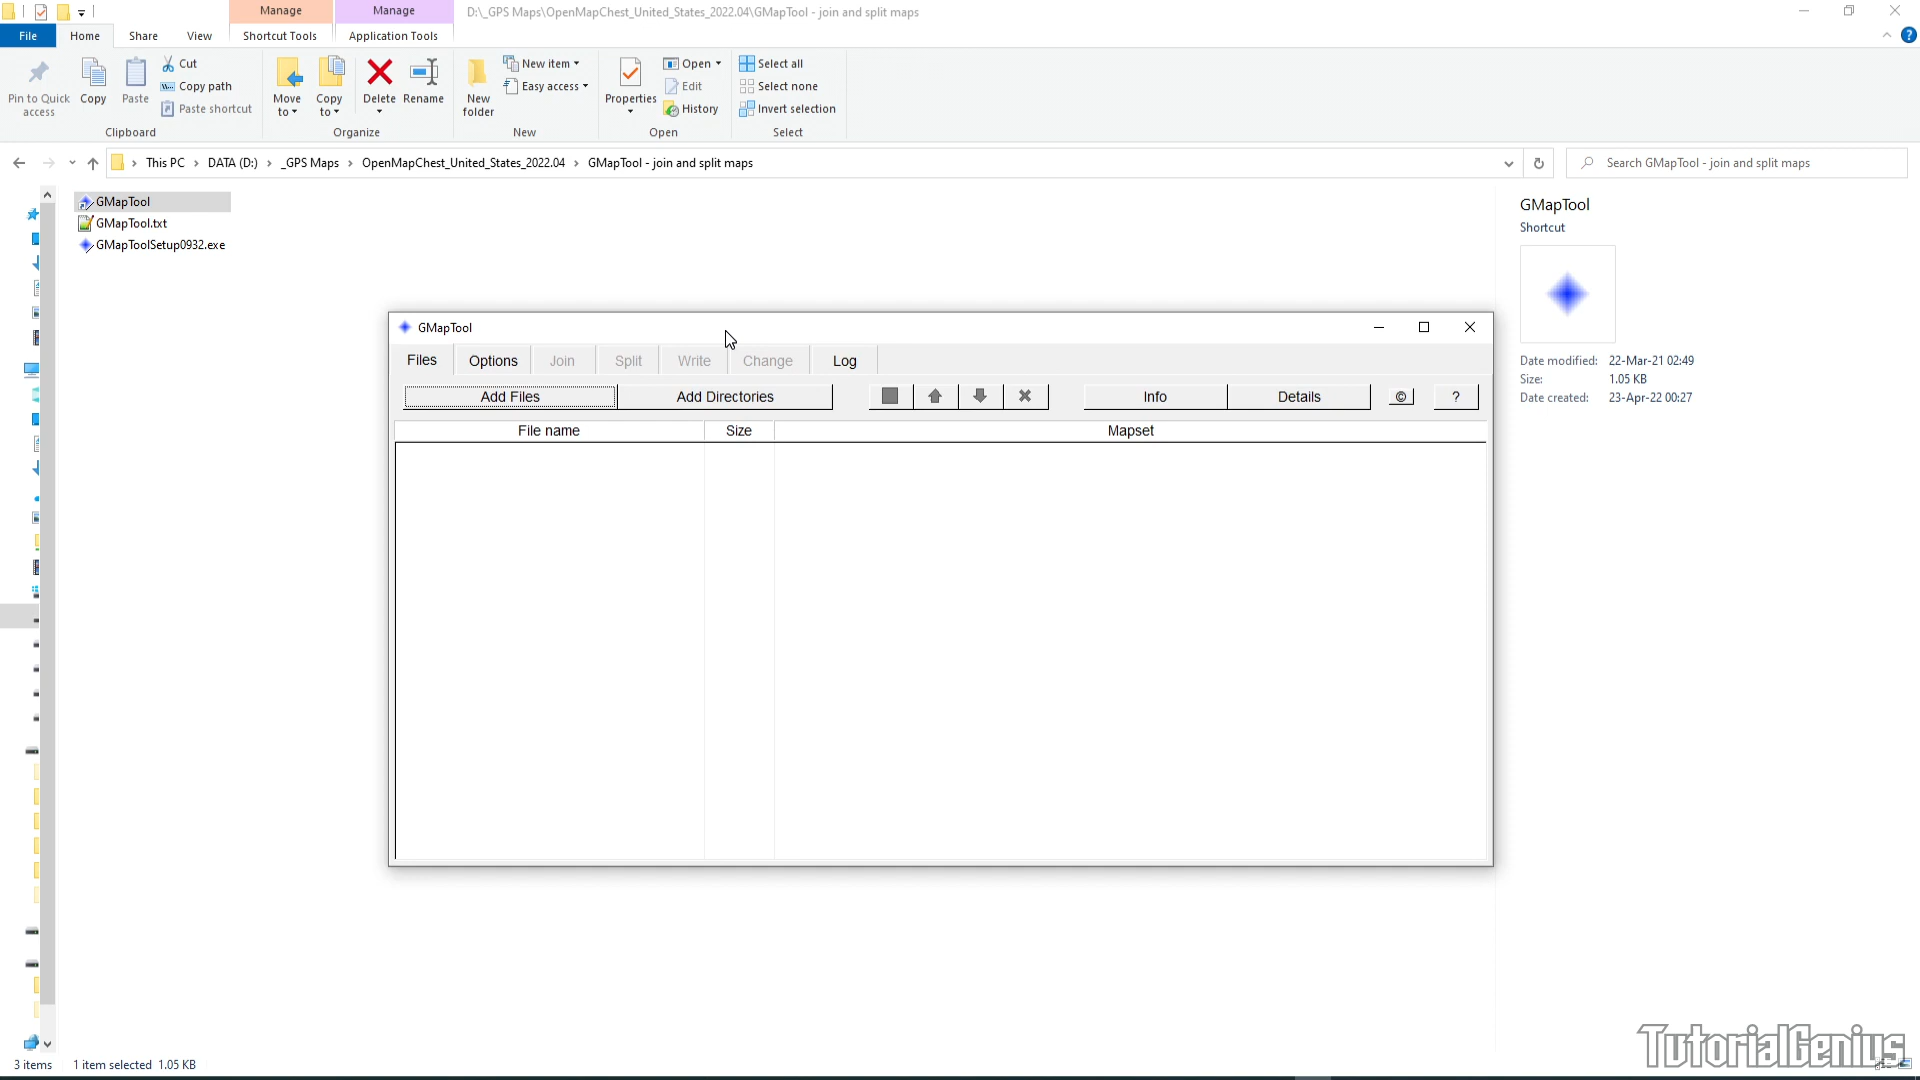 Manage
Manage
D:\_GPS Maps\OpenMapChest_United_States_2022.04\GMapTool - join and split maps
File
Home
Share
View
Shortcut Tools
Application Tools
Pin to Quick access
Copy
Paste
Cut
Copy path
Paste shortcut
Clipboard
Move to
Copy to
Delete
Rename
Organize
New folder
New item
Easy access
New
Properties
Open
Edit
History
Open
Select all
Select none
Invert selection
Select
This PC
DATA (D:)
_GPS Maps
OpenMapChest_United_States_2022.04
GMapTool - join and split maps
Search GMapTool - join and split maps
GMapTool
GMapTool.txt
GMapToolSetup0932.exe
GMapTool
Shortcut
Date modified: 22-Mar-21 02:49
Size: 1.05 KB
Date created: 23-Apr-22 00:27
GMapTool
Files
Options
Join
Split
Write
Change
Log
Add Files
Add Directories
Info
Details
©
?
File name
Size
Mapset
3 items
1 item selected 1.05 KB
TutorialGenius